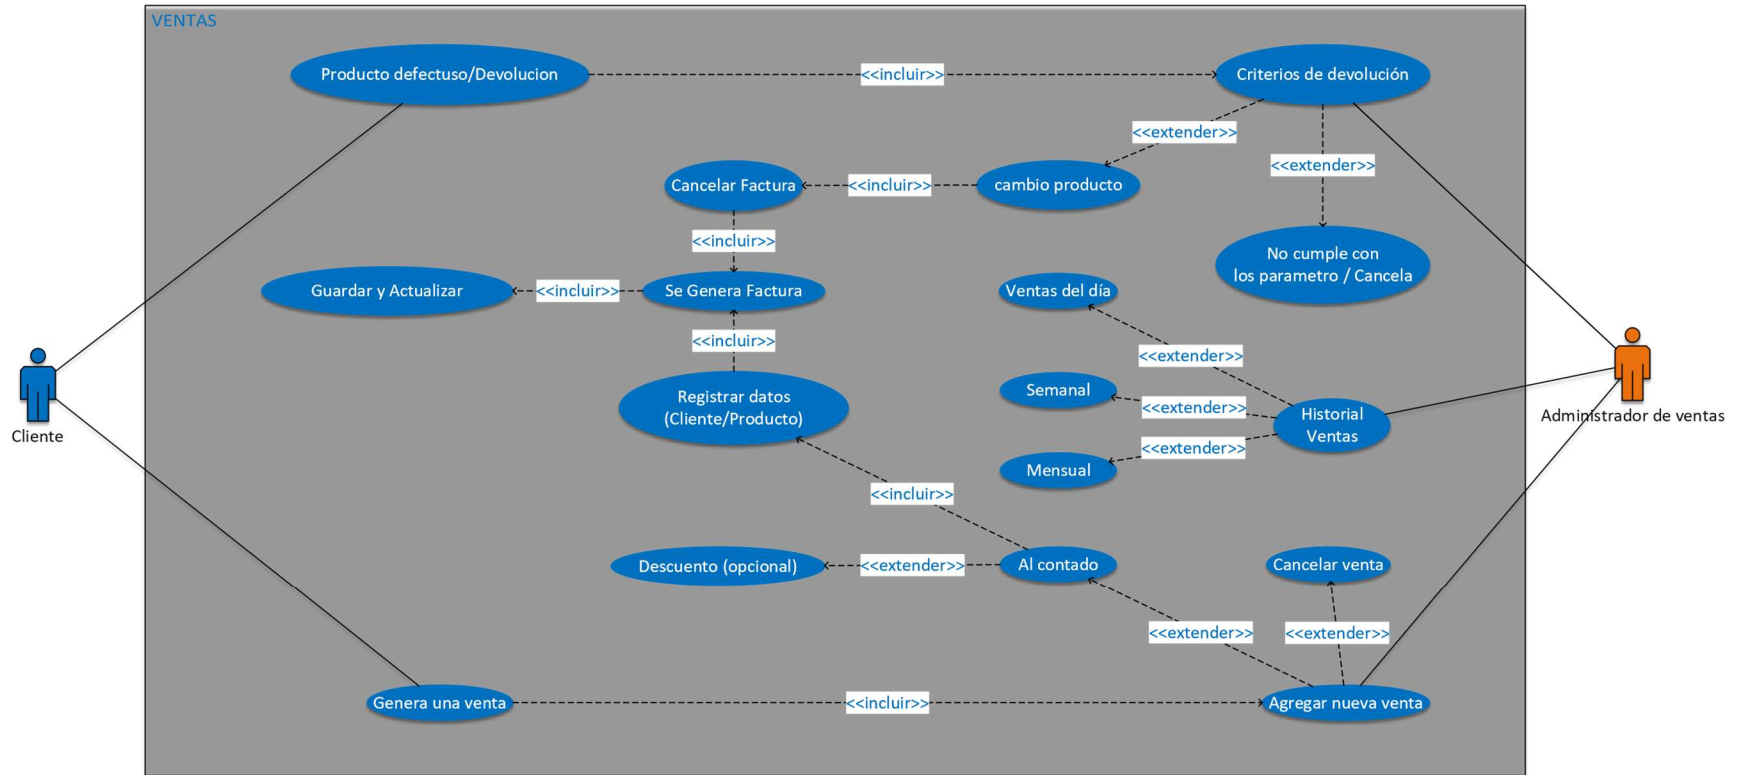 VENTAS
Producto defectuso/Devolucion
<<incluir>>
Criterios de devolución
<<extender>>
<<extender>>
Cancelar Factura
<<incluir>>
cambio producto
<<incluir>>
No cumple con
los parametro / Cancela
Guardar y Actualizar
<<incluir>>
Se Genera Factura
Ventas del día
<<incluir>>
<<extender>>
Registrar datos
(Cliente/Producto)
Semanal
<<extender>>
Historial
Ventas
<<extender>>
Mensual
Cliente
Administrador de ventas
<<incluir>>
Descuento (opcional)
<<extender>>
Al contado
Cancelar venta
<<extender>>
<<extender>>
Genera una venta
<<incluir>>
Agregar nueva venta